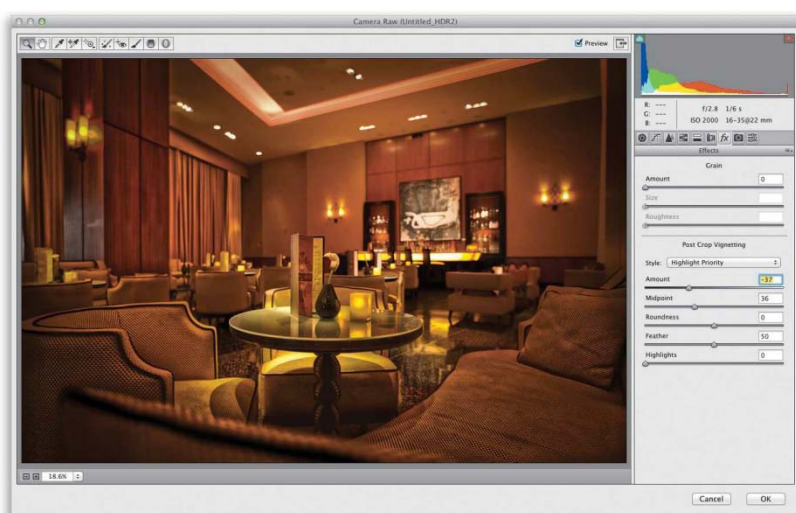 Camera Raw (Untitled_HDR2)
Preview
R: ---
G: ---
B: ---
f/2.8 1/6 s
ISO 2000 16-35@22 mm
fx
Effects
Grain
Amount 0
Size
Roughness
Post Crop Vignetting
Style: Highlight Priority
Amount -37
Midpoint 36
Roundness 0
Feather 50
Highlights 0
18.6%
Cancel OK